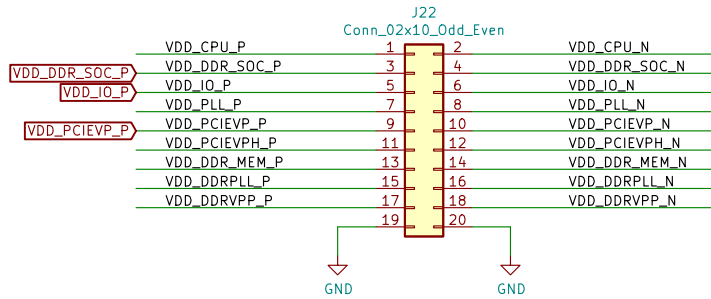 J22
Conn_02x10_Odd_Even
VDD_CPU_P 1 2 VDD_CPU_N
VDD_DDR_SOC_P VDD_DDR_SOC_P 3 4 VDD_DDR_SOC_N
VDD_IO_P VDD_IO_P 5 6 VDD_IO_N
VDD_PLL_P 7 8 VDD_PLL_N
VDD_PCIEVP_P VDD_PCIEVP_P 9 10 VDD_PCIEVP_N
VDD_PCIEVPH_P 11 12 VDD_PCIEVPH_N
VDD_DDR_MEM_P 13 14 VDD_DDR_MEM_N
VDD_DDRPLL_P 15 16 VDD_DDRPLL_N
VDD_DDRVPP_P 17 18 VDD_DDRVPP_N
19 20
GND GND